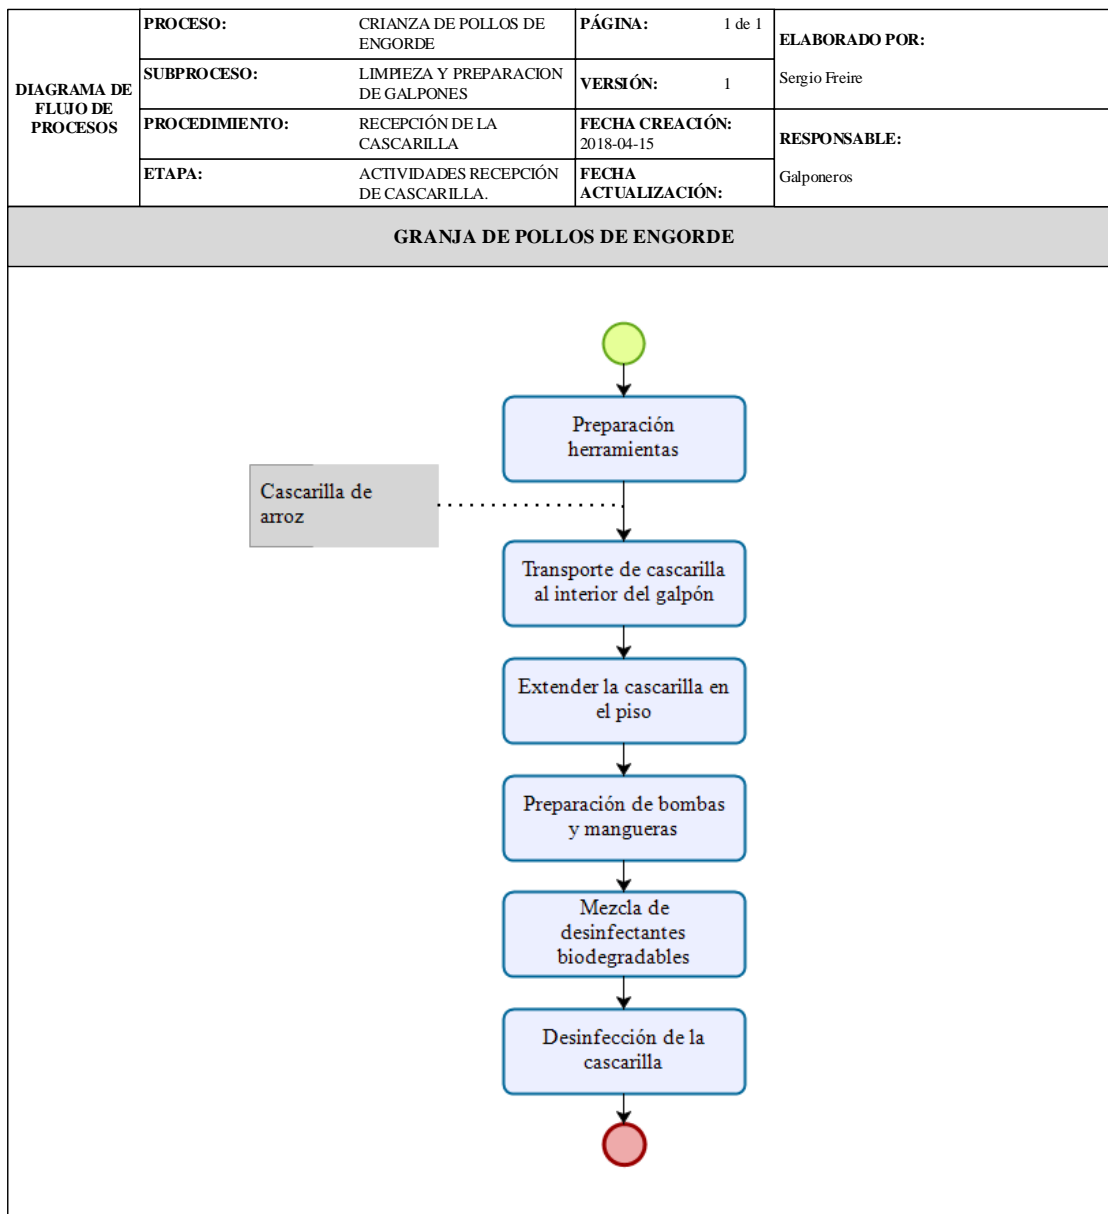 DIAGRAMA DE
FLUJO DE
PROCESOS
PROCESO:
CRIANZA DE POLLOS DE
ENGORDE
PÁGINA: 1 de 1
ELABORADO POR:
Sergio Freire
SUBPROCESO:
LIMPIEZA Y PREPARACION
DE GALPONES
VERSIÓN: 1
PROCEDIMIENTO:
RECEPCIÓN DE LA
CASCARILLA
FECHA CREACIÓN:
2018-04-15
RESPONSABLE:
Galponeros
ETAPA:
ACTIVIDADES RECEPCIÓN
DE CASCARILLA.
FECHA
ACTUALIZACIÓN:
GRANJA DE POLLOS DE ENGORDE
Preparación
herramientas
Cascarilla de
arroz
Transporte de cascarilla
al interior del galpón
Extender la cascarilla en
el piso
Preparación de bombas
y mangueras
Mezcla de
desinfectantes
biodegradables
Desinfección de la
cascarilla